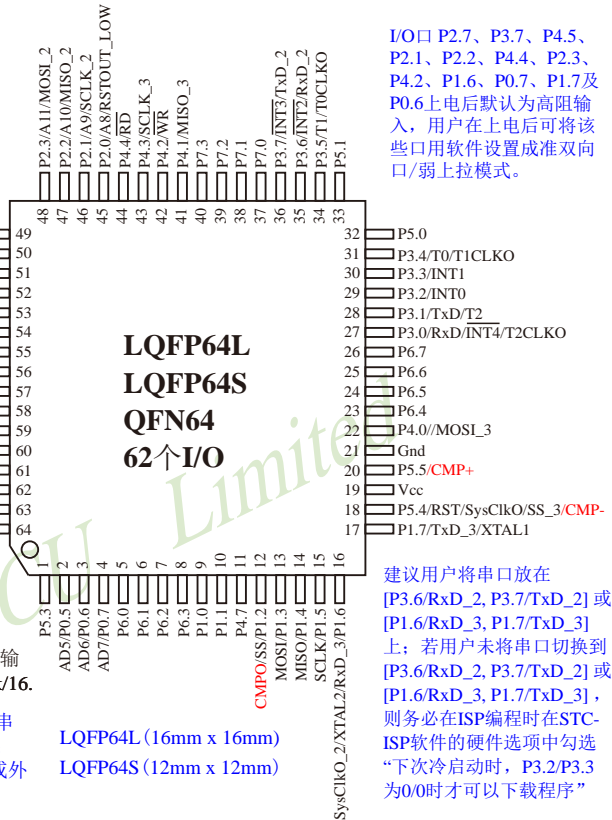 P2.3/A11/MOSI_2
P2.2/A10/MISO_2
P2.1/A9/SCLK_2
P2.0/A8/RSTOUT_LOW
P4.4/RD
P4.3/SCLK_3
P4.2/WR
P4.1/MISO_3
P7.3
P7.2
P7.1
P7.0
P3.7/INT3/TxD_2
P3.6/INT2/RxD_2
P3.5/T1/T0CLKO
P5.1
I/O口 P2.7、P3.7、P4.5、
P2.1、P2.2、P4.4、P2.3、
P4.2、P1.6、P0.7、P1.7及
P0.6上电后默认为高阻输
入，用户在上电后可将该
些口用软件设置成准双向
口/弱上拉模式。
48
47
46
45
44
43
42
41
40
39
38
37
36
35
34
33
49
50
51
52
53
54
55
56
57
58
59
60
61
62
63
64
LQFP64L
LQFP64S
QFN64
62个I/O
CU Limited
32 P5.0
31 P3.4/T0/T1CLKO
30 P3.3/INT1
29 P3.2/INT0
28 P3.1/TxD/T2
27 P3.0/RxD/INT4/T2CLKO
26 P6.7
25 P6.6
24 P6.5
23 P6.4
22 P4.0//MOSI_3
21 Gnd
20 P5.5/CMP+
19 Vcc
18 P5.4/RST/SysClkO/SS_3/CMP-
17 P1.7/TxD_3/XTAL1
1
2
3
4
5
6
7
8
9
10
11
12
13
14
15
16
P5.3
AD5/P0.5
AD6/P0.6
AD7/P0.7
P6.0
P6.1
P6.2
P6.3
P1.0
P1.1
P4.7
CMPO/SS/P1.2
MOSI/P1.3
MISO/P1.4
SCLK/P1.5
SysClkO_2/XTAL2/RxD_3/P1.6
建议用户将串口放在
[P3.6/RxD_2, P3.7/TxD_2] 或
[P1.6/RxD_3, P1.7/TxD_3]
上；若用户未将串口切换到
[P3.6/RxD_2, P3.7/TxD_2] 或
[P1.6/RxD_3, P1.7/TxD_3]，
则务必在ISP编程时在STC-
ISP软件的硬件选项中勾选
“下次冷启动时，P3.2/P3.3
为0/0时才可以下载程序”
输
/16.
串
或外
LQFP64L（16mm x 16mm)
LQFP64S（12mm x 12mm）